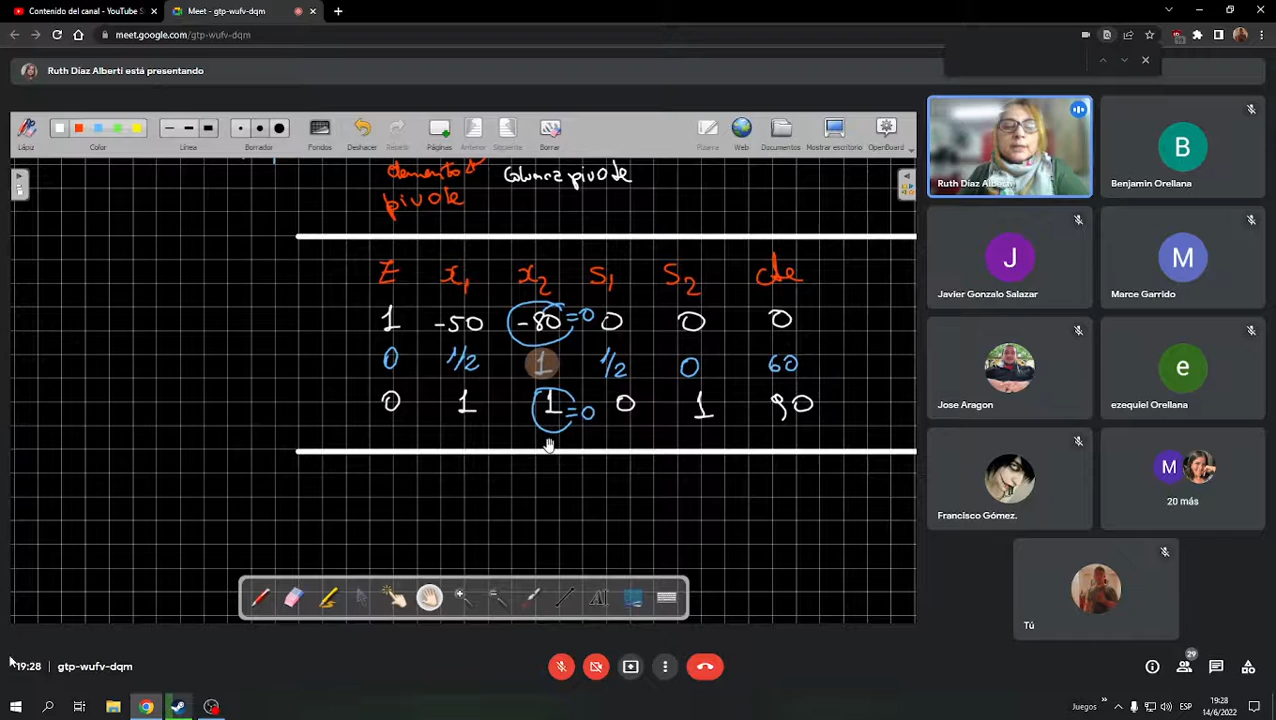 Contenido del canal - YouTube S
Meet - gtp-wufv-dqm
meet.google.com/gtp-wufv-dqm
Ruth Díaz Alberti está presentando
Lápiz
Color
Línea
Borrador
Fondos
Deshacer
Rehacer
Páginas
Anterior
Siguiente
Borrar
Pizarra
Web
Documentos
Mostrar escritorio
OpenBoard
elemento
pivote
Columna pivote
Z x₁ x₂ S₁ S₂ cte
1 -50 -80 =0 0 0 0
0 1/2 1 1/2 0 60
0 1 1 =0 0 1 90
Ruth Díaz Alberti
B
Benjamin Orellana
J
Javier Gonzalo Salazar
M
Marce Garrido
Jose Aragon
e
ezequiel Orellana
Francisco Gómez.
M
20 más
Tú
19:28 | gtp-wufv-dqm
29
Juegos
19:28
14/6/2022